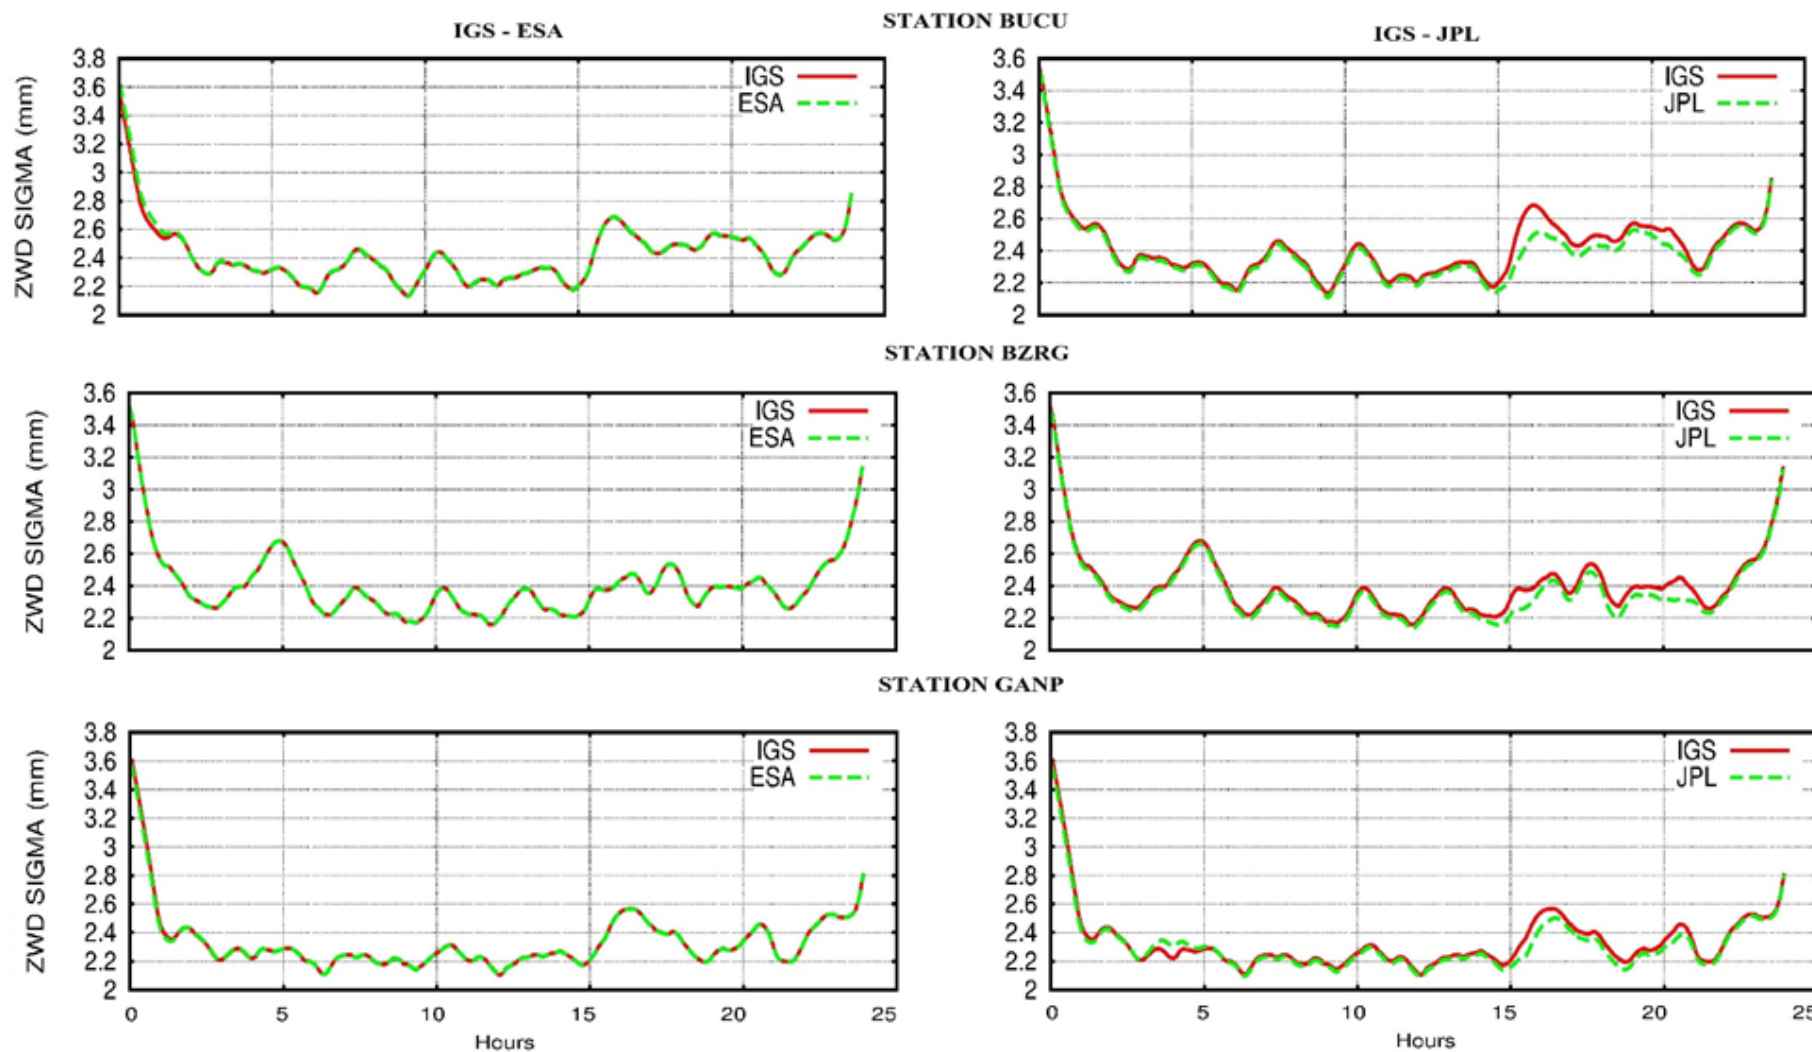 STATION BUCU
IGS - ESA
IGS - JPL
ZWD SIGMA (mm)
3.8
3.6
3.4
3.2
3
2.8
2.6
2.4
2.2
2
IGS
ESA
3.6
3.4
3.2
3
2.8
2.6
2.4
2.2
2
IGS
JPL
STATION BZRG
ZWD SIGMA (mm)
3.6
3.4
3.2
3
2.8
2.6
2.4
2.2
2
IGS
ESA
3.6
3.4
3.2
3
2.8
2.6
2.4
2.2
2
IGS
JPL
STATION GANP
ZWD SIGMA (mm)
3.8
3.6
3.4
3.2
3
2.8
2.6
2.4
2.2
2
IGS
ESA
0 5 10 15 20 25
Hours
3.8
3.6
3.4
3.2
3
2.8
2.6
2.4
2.2
2
IGS
JPL
0 5 10 15 20 25
Hours